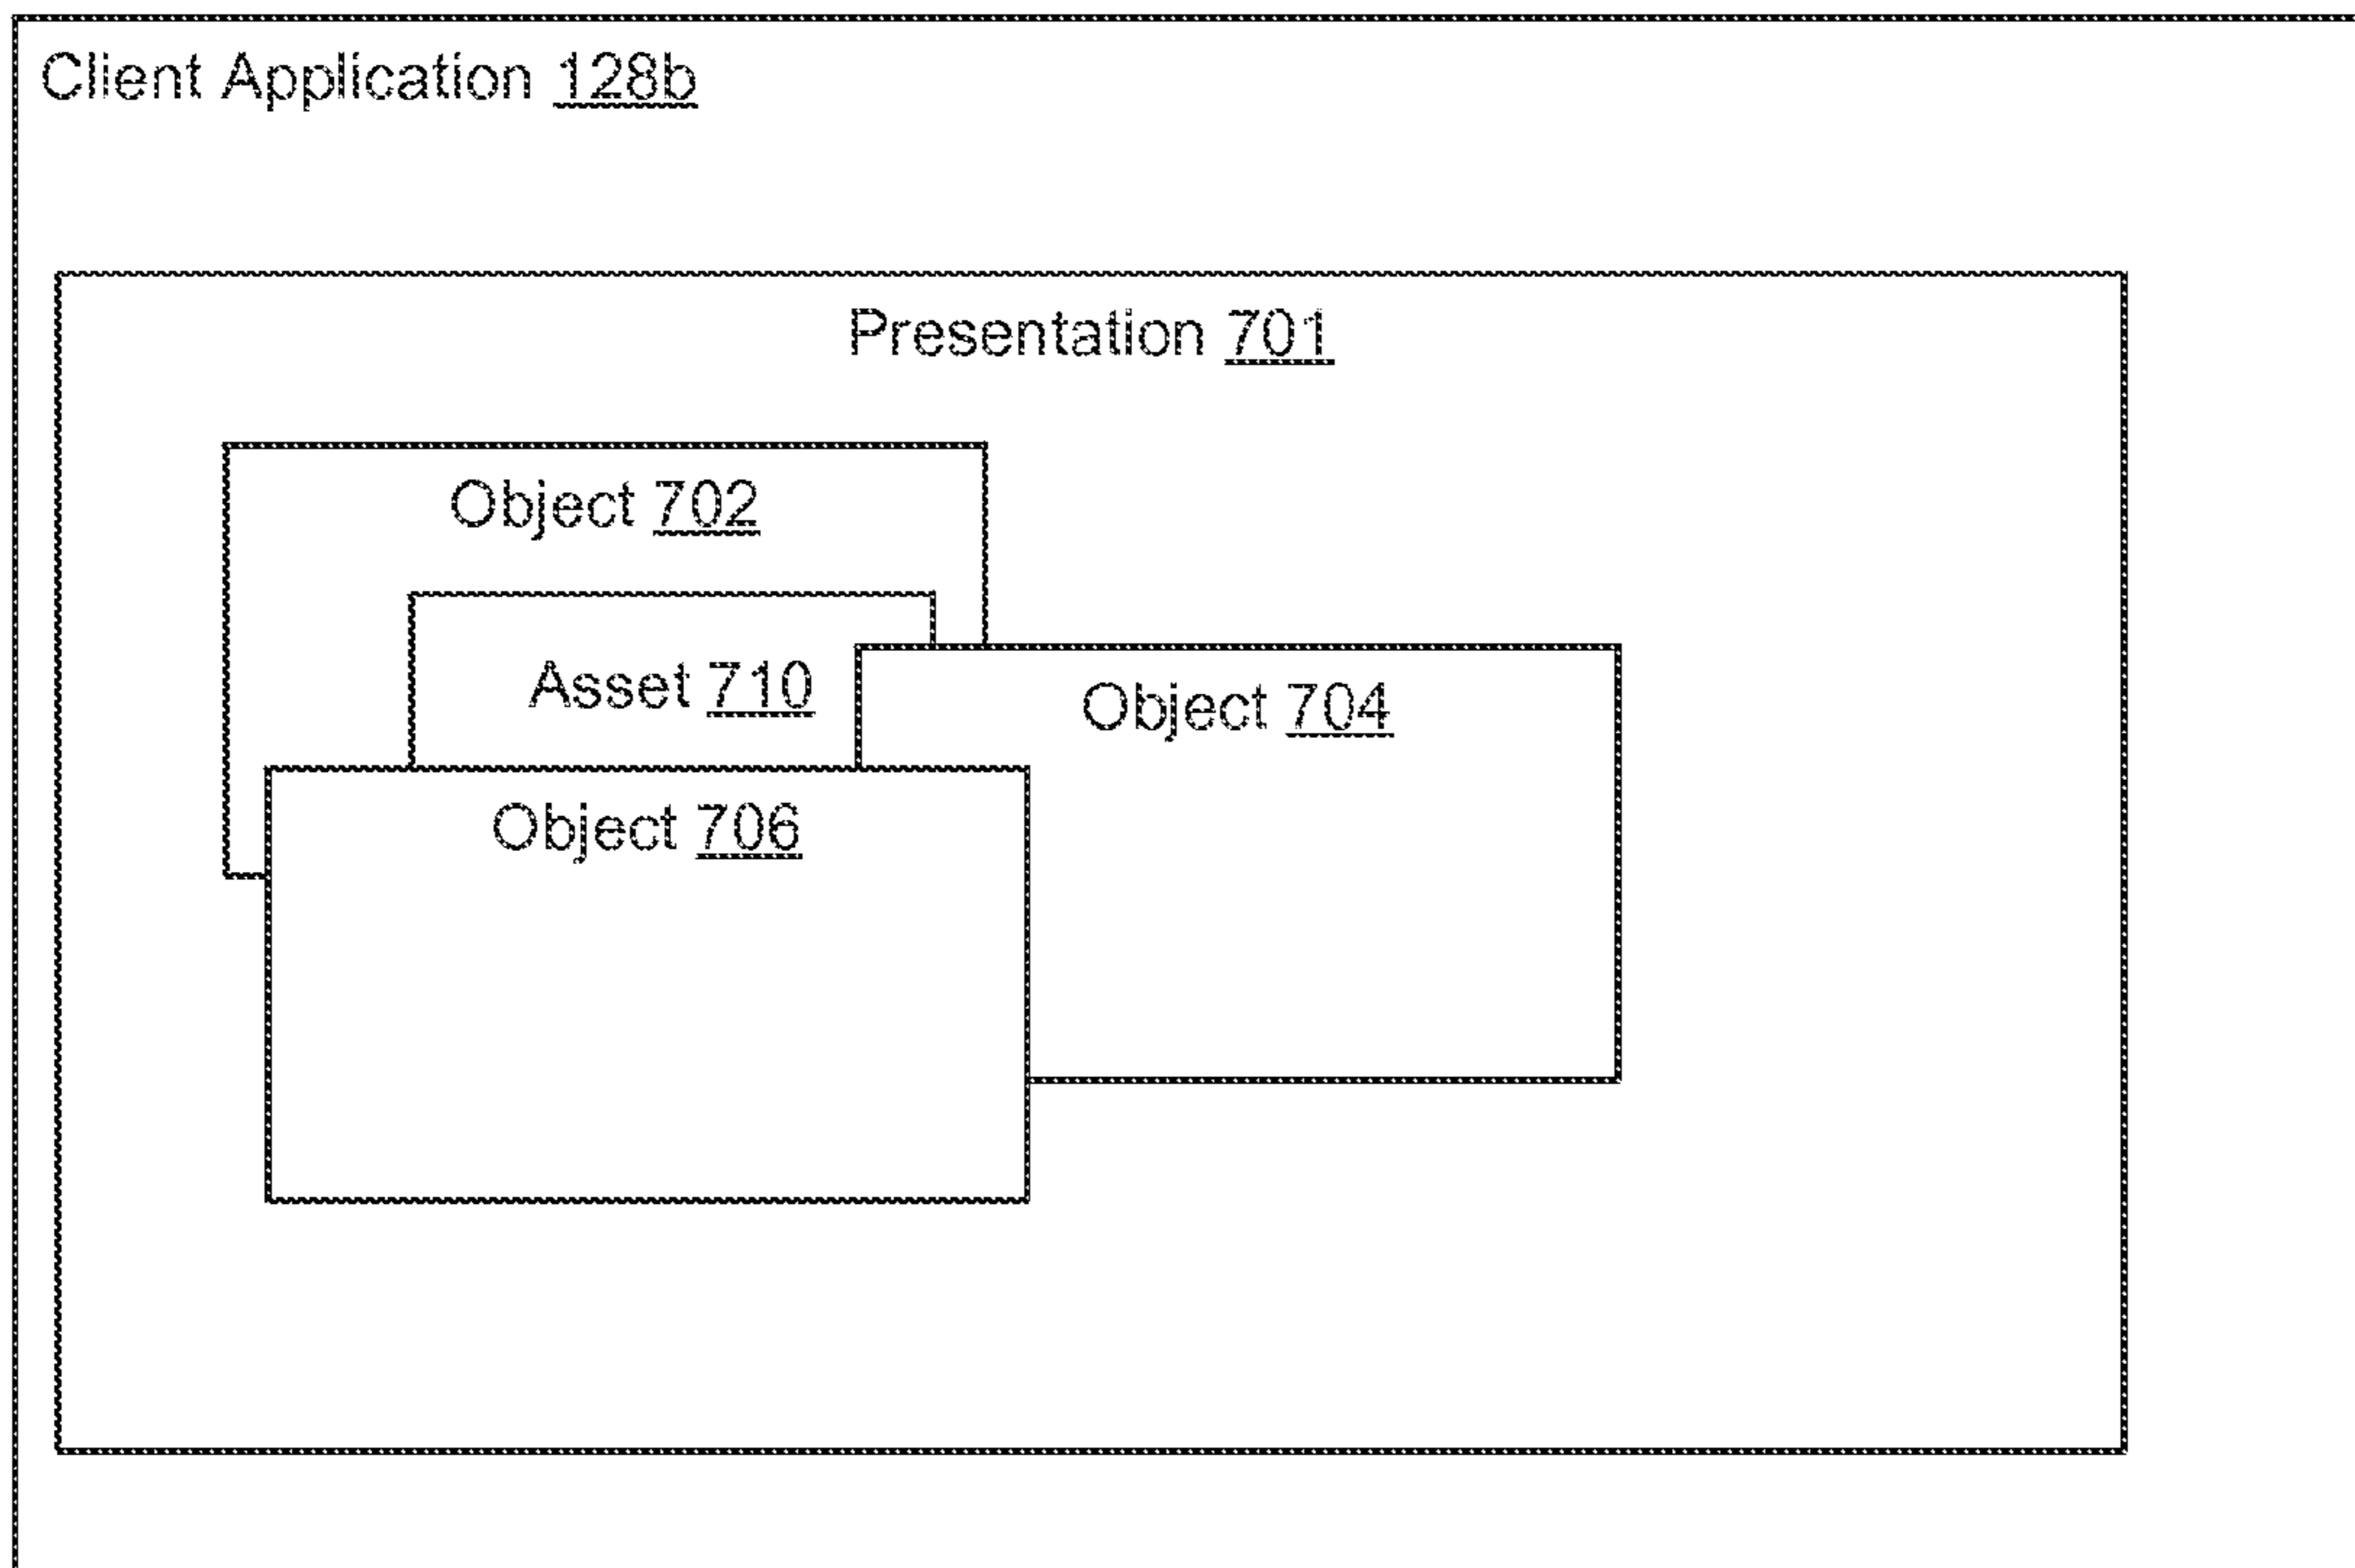 Client Application 128b
Presentation 701
Object 702
Asset 710
Object 704
Object 706